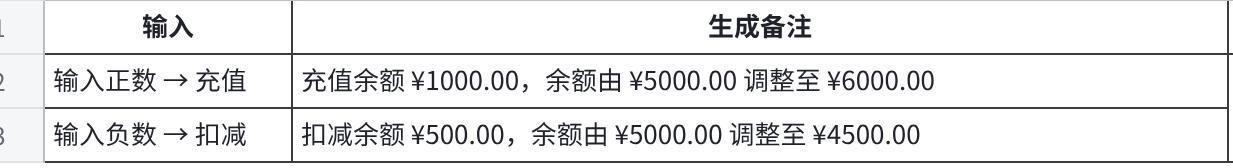 输入 生成备注
输入正数 → 充值 充值余额 ¥1000.00，余额由 ¥5000.00 调整至 ¥6000.00
输入负数 → 扣减 扣减余额 ¥500.00，余额由 ¥5000.00 调整至 ¥4500.00